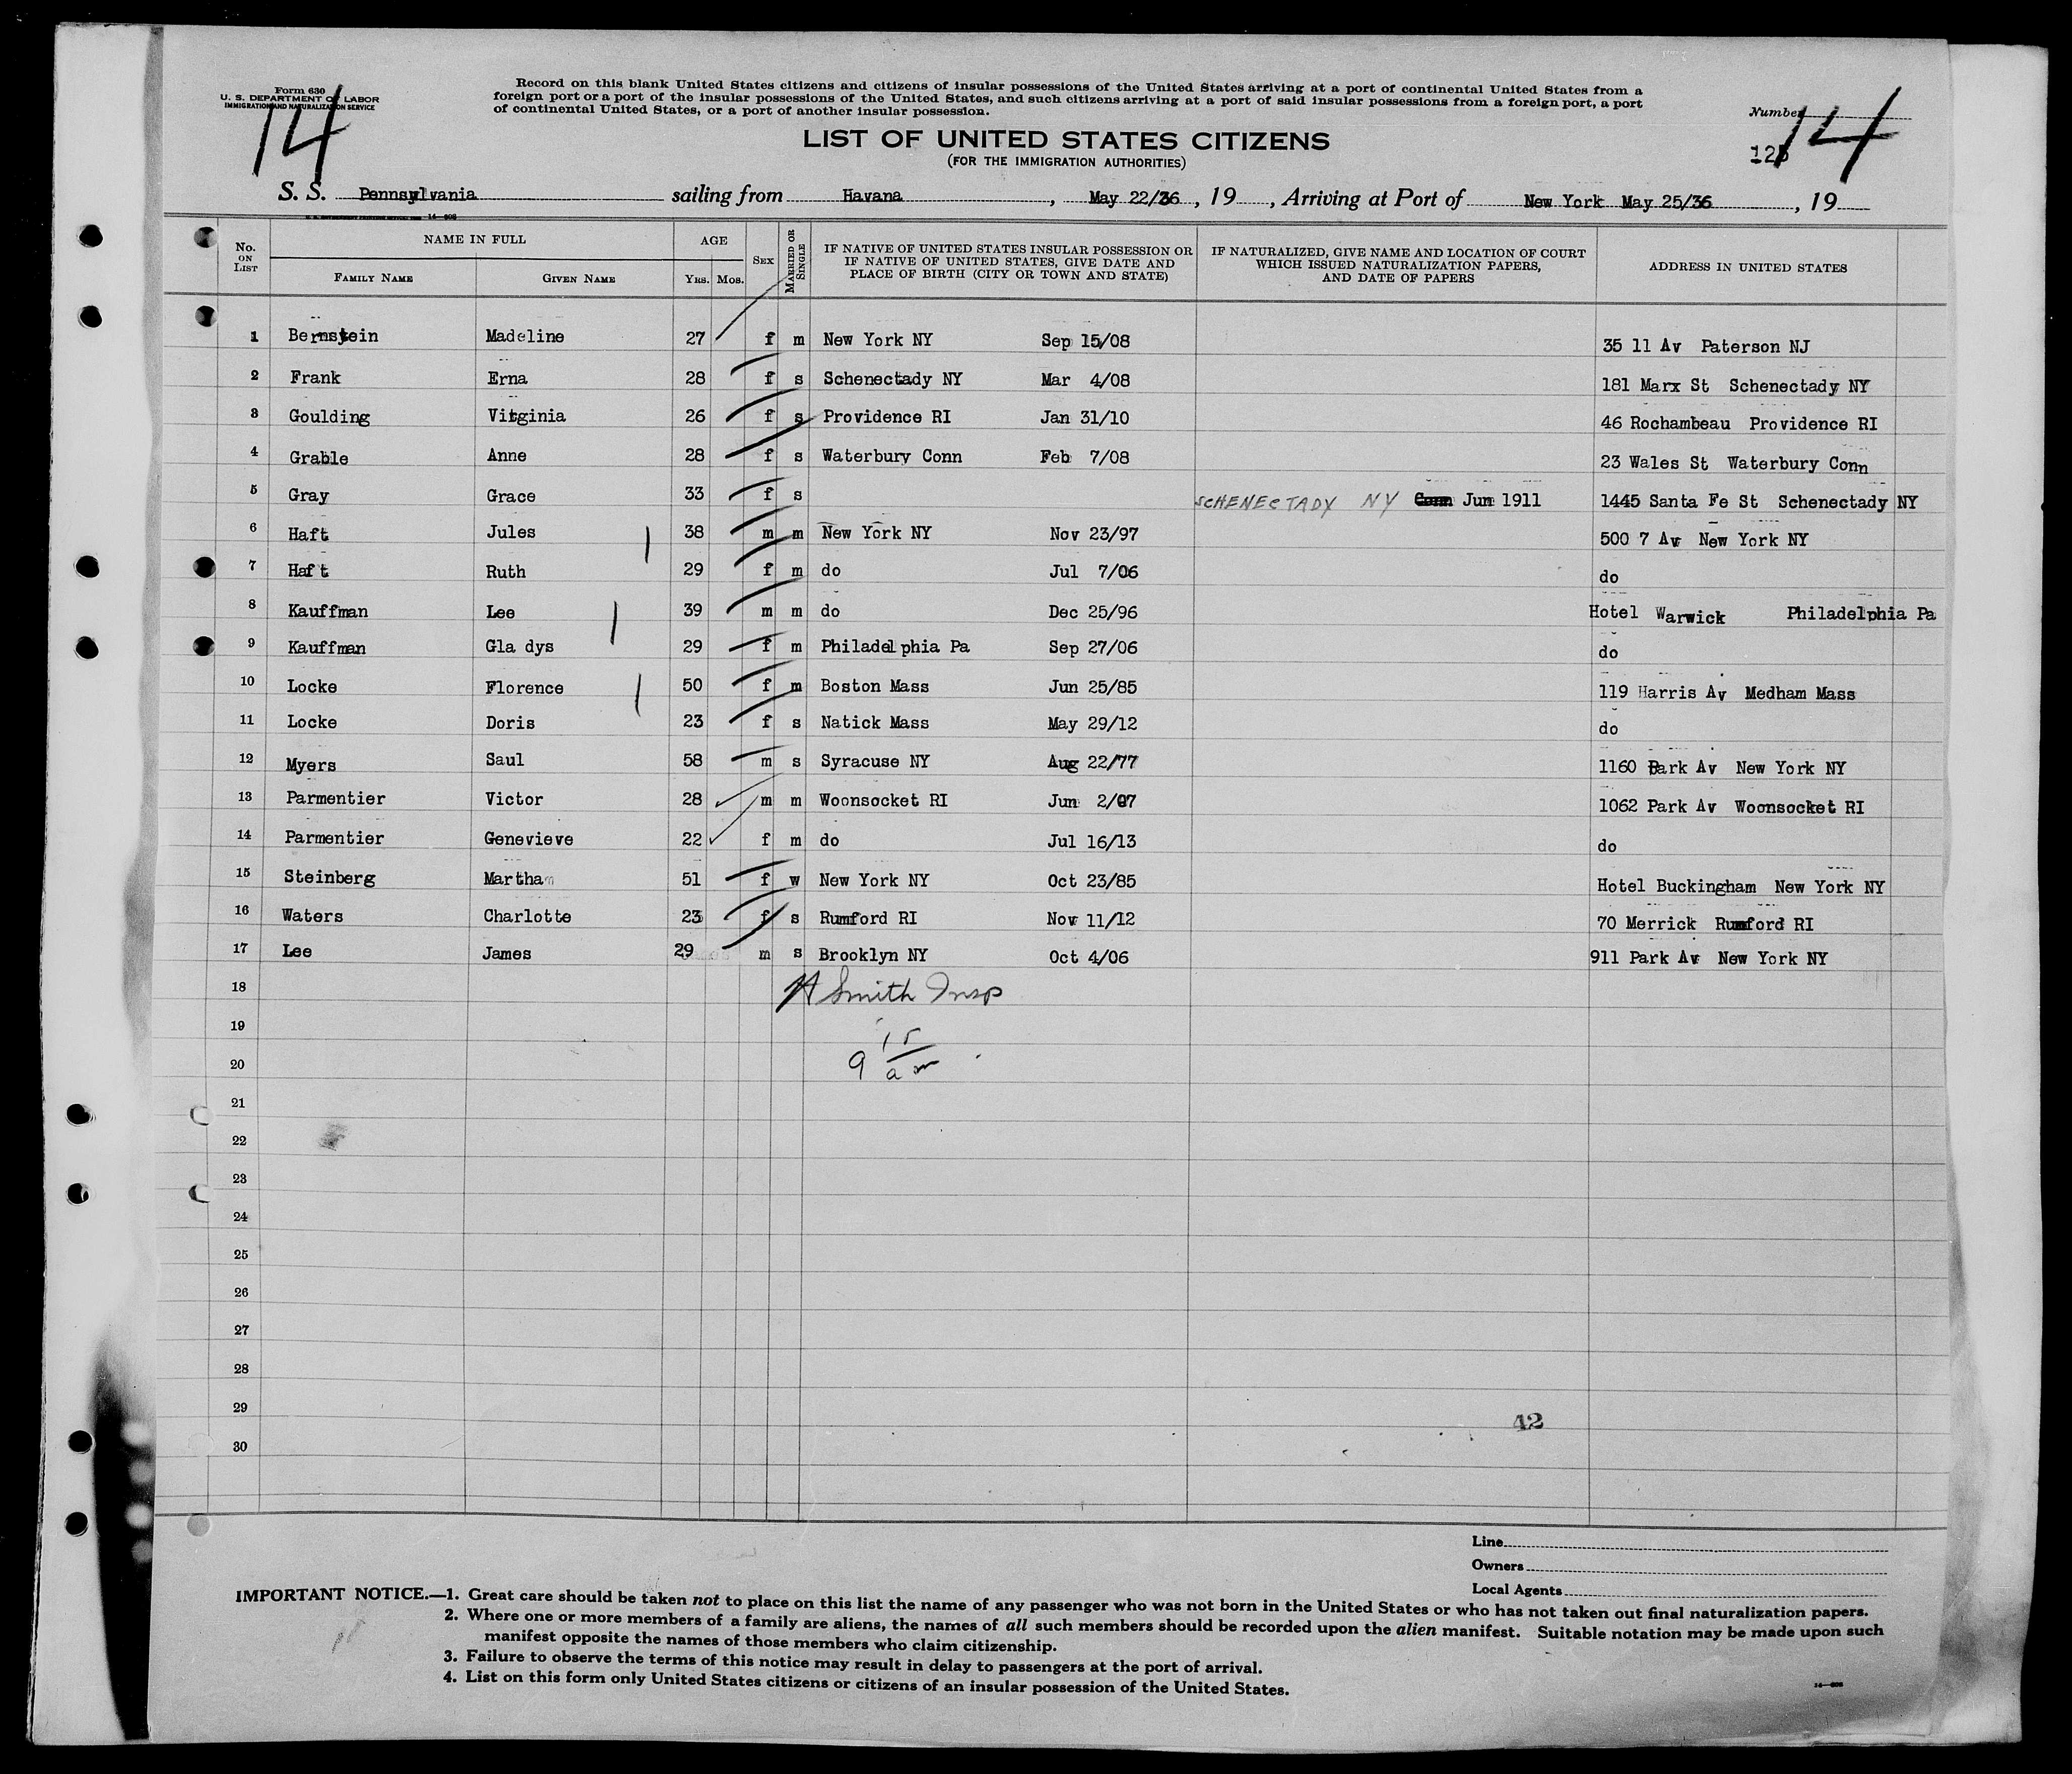 Form 630
U. S. DEPARTMENT OF LABOR
IMMIGRATION AND NATURALIZATION SERVICE
14
Record on this blank United States citizens and citizens of insular possessions of the United States arriving at a port of continental United States from a
foreign port or a port of the insular possessions of the United States, and such citizens arriving at a port of said insular possessions from a foreign port, a port
of continental United States, or a port of another insular possession.
Number 14
LIST OF UNITED STATES CITIZENS
(FOR THE IMMIGRATION AUTHORITIES)
S. S. Pennsylvania sailing from Havana, May 22/36, 19, Arriving at Port of New York May 25/36, 19
No. ON LIST NAME IN FULL AGE SEX MARRIED OR SINGLE IF NATIVE OF UNITED STATES INSULAR POSSESSION OR IF NATIVE OF UNITED STATES, GIVE DATE AND PLACE OF BIRTH (CITY OR TOWN AND STATE) IF NATURALIZED, GIVE NAME AND LOCATION OF COURT WHICH ISSUED NATURALIZATION PAPERS, AND DATE OF PAPERS ADDRESS IN UNITED STATES
FAMILY NAME GIVEN NAME YRS. MOS.
1 Bernstein Madeline 27 f m New York NY Sep 15/08 35 11 Av Paterson NJ
2 Frank Erna 28 f s Schenectady NY Mar 4/08 181 Marx St Schenectady NY
3 Goulding Virginia 26 f s Providence RI Jan 31/10 46 Rochambeau Providence RI
4 Grable Anne 28 f s Waterbury Conn Feb 7/08 23 Wales St Waterbury Conn
5 Gray Grace 33 f s SCHENECTADY NY Jun 1911 1445 Santa Fe St Schenectady NY
6 Haft Jules 38 m m New York NY Nov 23/97 500 7 Av New York NY
7 Haft Ruth 29 f m do Jul 7/06 do
8 Kauffman Lee 39 m m do Dec 25/96 Hotel Warwick Philadelphia Pa
9 Kauffman Gla dys 29 f m Philadelphia Pa Sep 27/06 do
10 Locke Florence 50 f m Boston Mass Jun 25/85 119 Harris Av Medham Mass
11 Locke Doris 23 f s Natick Mass May 29/12 do
12 Myers Saul 58 m s Syracuse NY Aug 22/77 1160 Park Av New York NY
13 Parmentier Victor 28 m m Woonsocket RI Jun 2/07 1062 Park Av Woonsocket RI
14 Parmentier Genevieve 22 f m do Jul 16/13 do
15 Steinberg Martha 51 f w New York NY Oct 23/85 Hotel Buckingham New York NY
16 Waters Charlotte 23 f s Rumford RI Nov 11/12 70 Merrick Rumford RI
17 Lee James 29 m s Brooklyn NY Oct 4/06 911 Park Av New York NY
18 H Smith Insp
19
20 9 15 am
21
22
23
24
25
26
27
28
29 42
30
Line
Owners
Local Agents
IMPORTANT NOTICE.—1. Great care should be taken not to place on this list the name of any passenger who was not born in the United States or who has not taken out final naturalization papers.
2. Where one or more members of a family are aliens, the names of all such members should be recorded upon the alien manifest. Suitable notation may be made upon such
manifest opposite the names of those members who claim citizenship.
3. Failure to observe the terms of this notice may result in delay to passengers at the port of arrival.
4. List on this form only United States citizens or citizens of an insular possession of the United States.